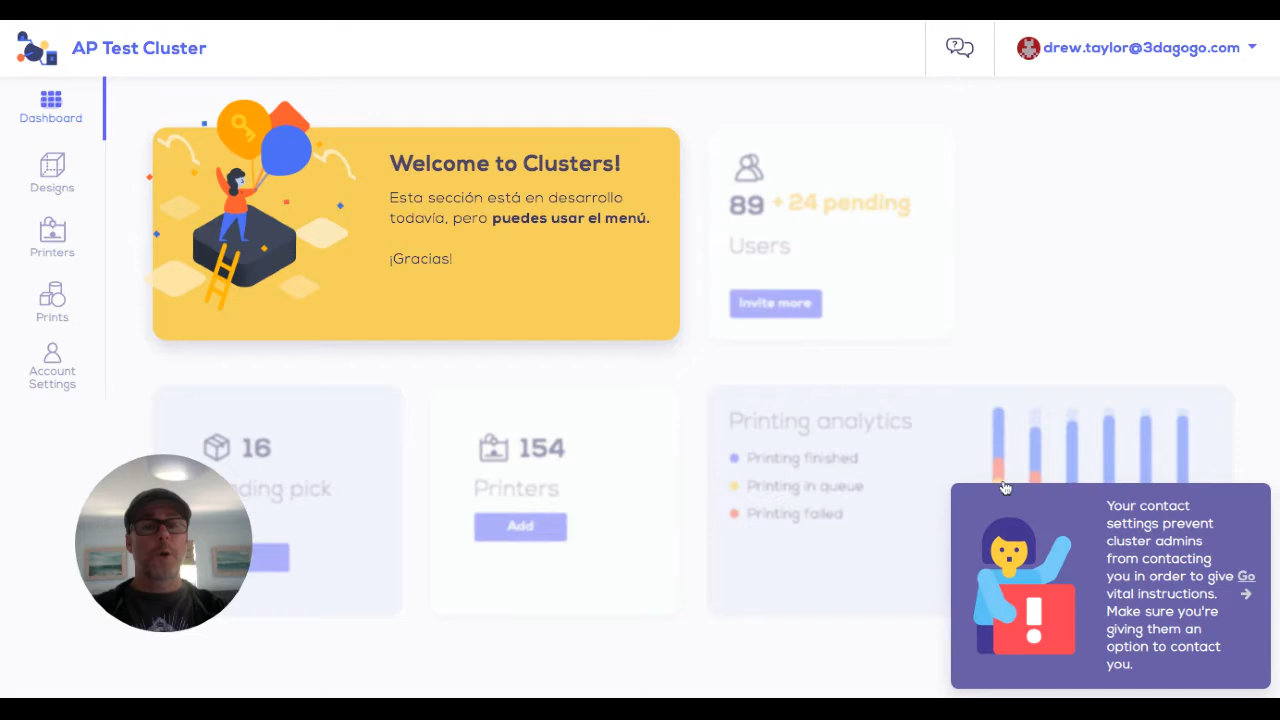 AP Test Cluster
drew.taylor@3dagogo.com
Dashboard
Designs
Printers
Prints
Account
Settings
Welcome to Clusters!
Esta sección está en desarrollo
todavía, pero puedes usar el menú.
¡Gracias!
89 + 24 pending
Users
Invite more
16
pick
154
Printers
Add
Printing analytics
Printing finished
Printing in queue
Printing failed
Your contact
settings prevent
cluster admins
from contacting
you in order to give Go
vital instructions.
Make sure you're
giving them an
option to contact
you.